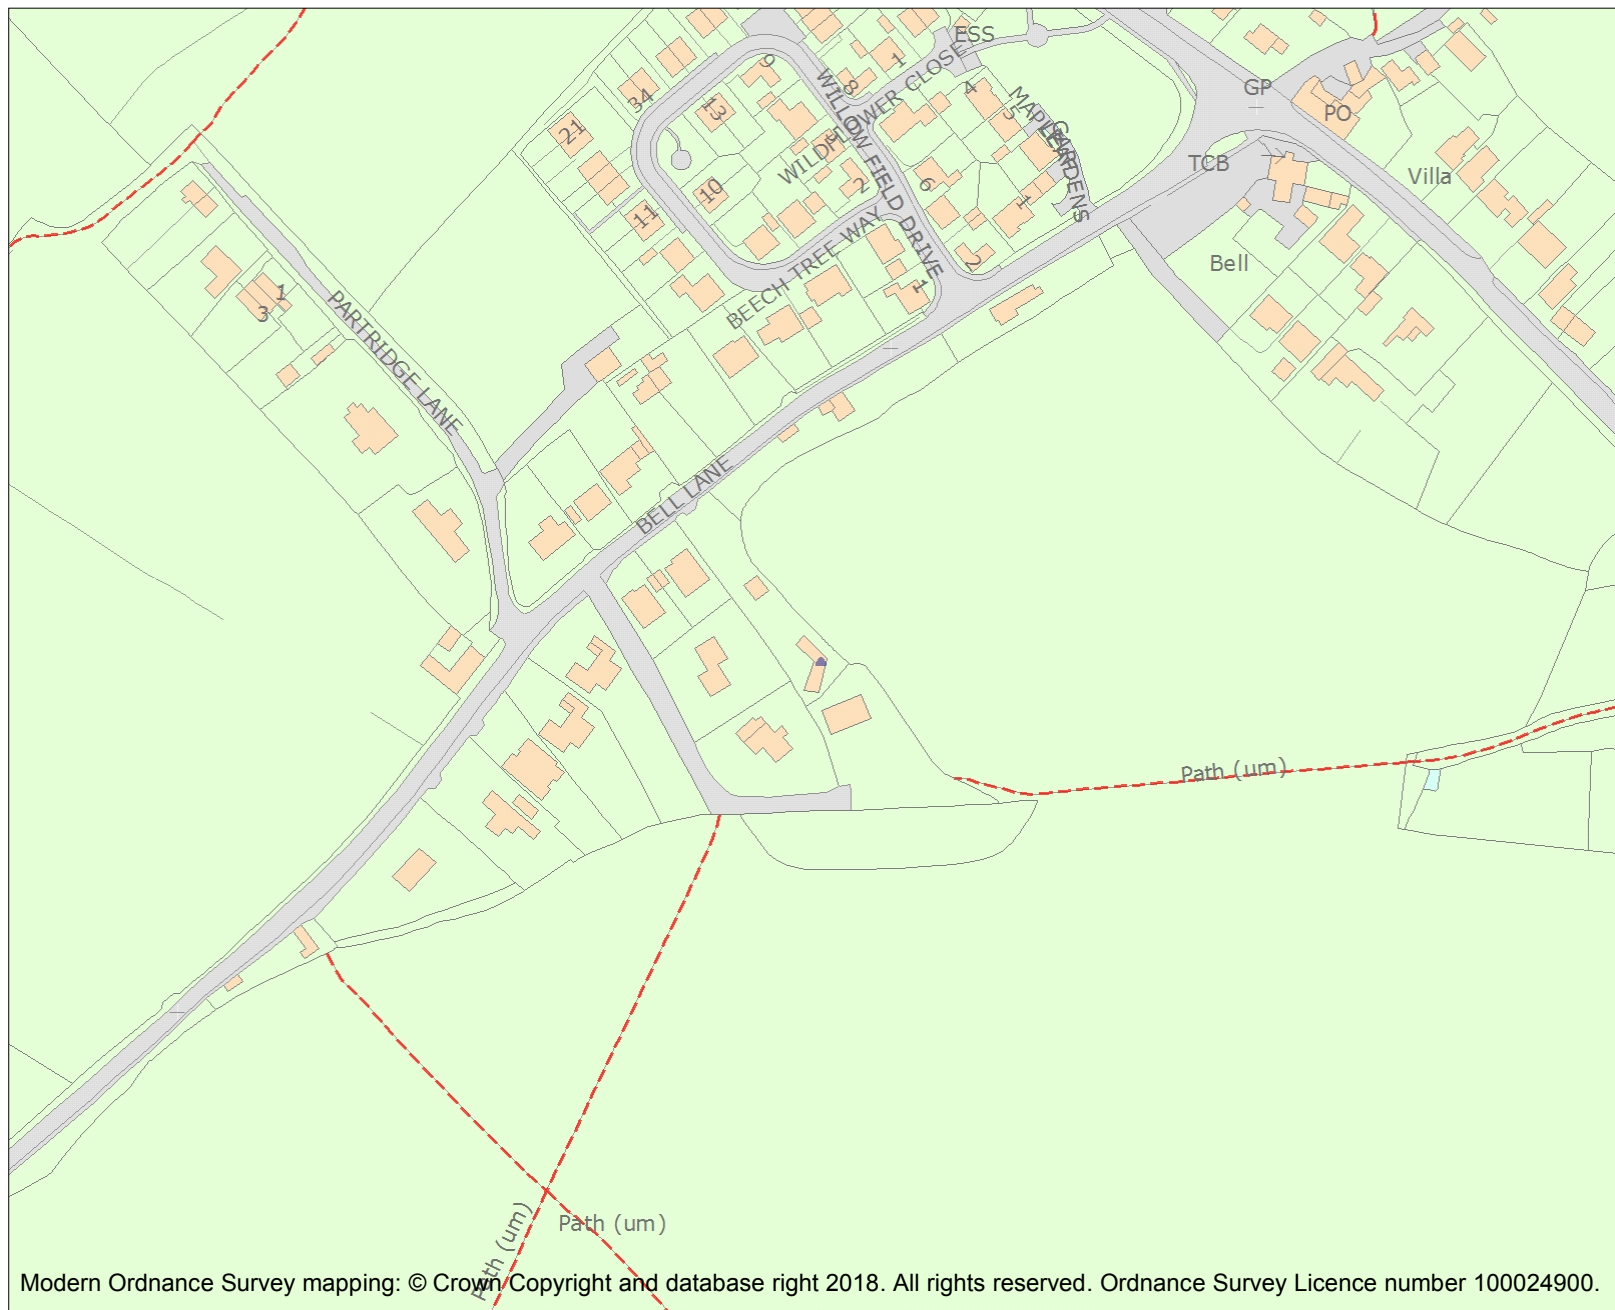 ESS
9
1
34
13
8
WILDFLOWER CLOSE
4
GP
PO
21
WILLOW FIELD DRIVE
5
MAPLELEAF
GARDENS
TCB
Villa
10
2
6
1
11
BEECH TREE WAY
2
Bell
1
1
3
PARTRIDGE LANE
BELL LANE
Path (um)
Path (um)
Path (um)
Modern Ordnance Survey mapping: © Crown Copyright and database right 2018. All rights reserved. Ordnance Survey Licence number 100024900.